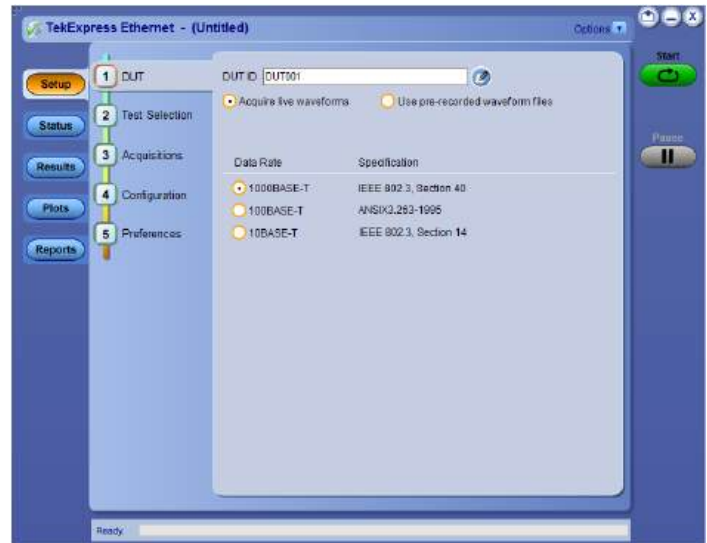 TekExpress Ethernet - (Untitled)
Options
Start
Pause
Setup
Status
Results
Plots
Reports
1 DUT
2 Test Selection
3 Acquisitions
4 Configuration
5 Preferences
DUT ID DUT001
Acquire live waveforms Use pre-recorded waveform files
Data Rate Specification
1000BASE-T IEEE 802.3, Section 40
100BASE-T ANSIX3.263-1995
10BASE-T IEEE 802.3, Section 14
Ready